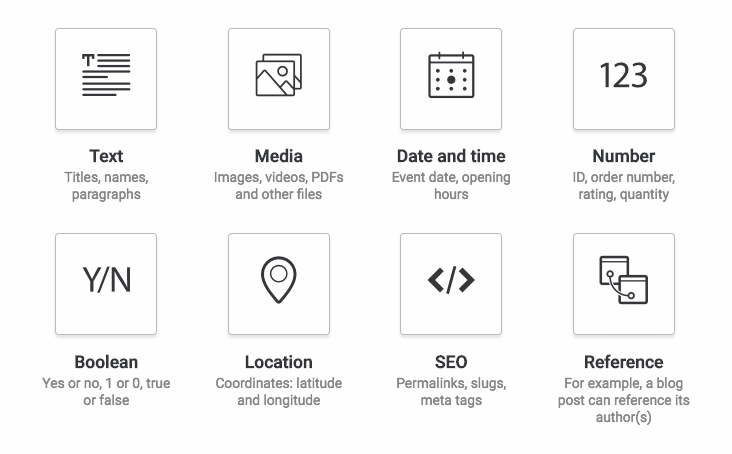 123
Text
Titles, names,
paragraphs
Media
Images, videos, PDFs
and other files
Date and time
Event date, opening
hours
Number
ID, order number,
rating, quantity
Y/N
</>
Boolean
Yes or no, 1 or 0, true
or false
Location
Coordinates: latitude
and longitude
SEO
Permalinks, slugs,
meta tags
Reference
For example, a blog
post can reference its
author(s)